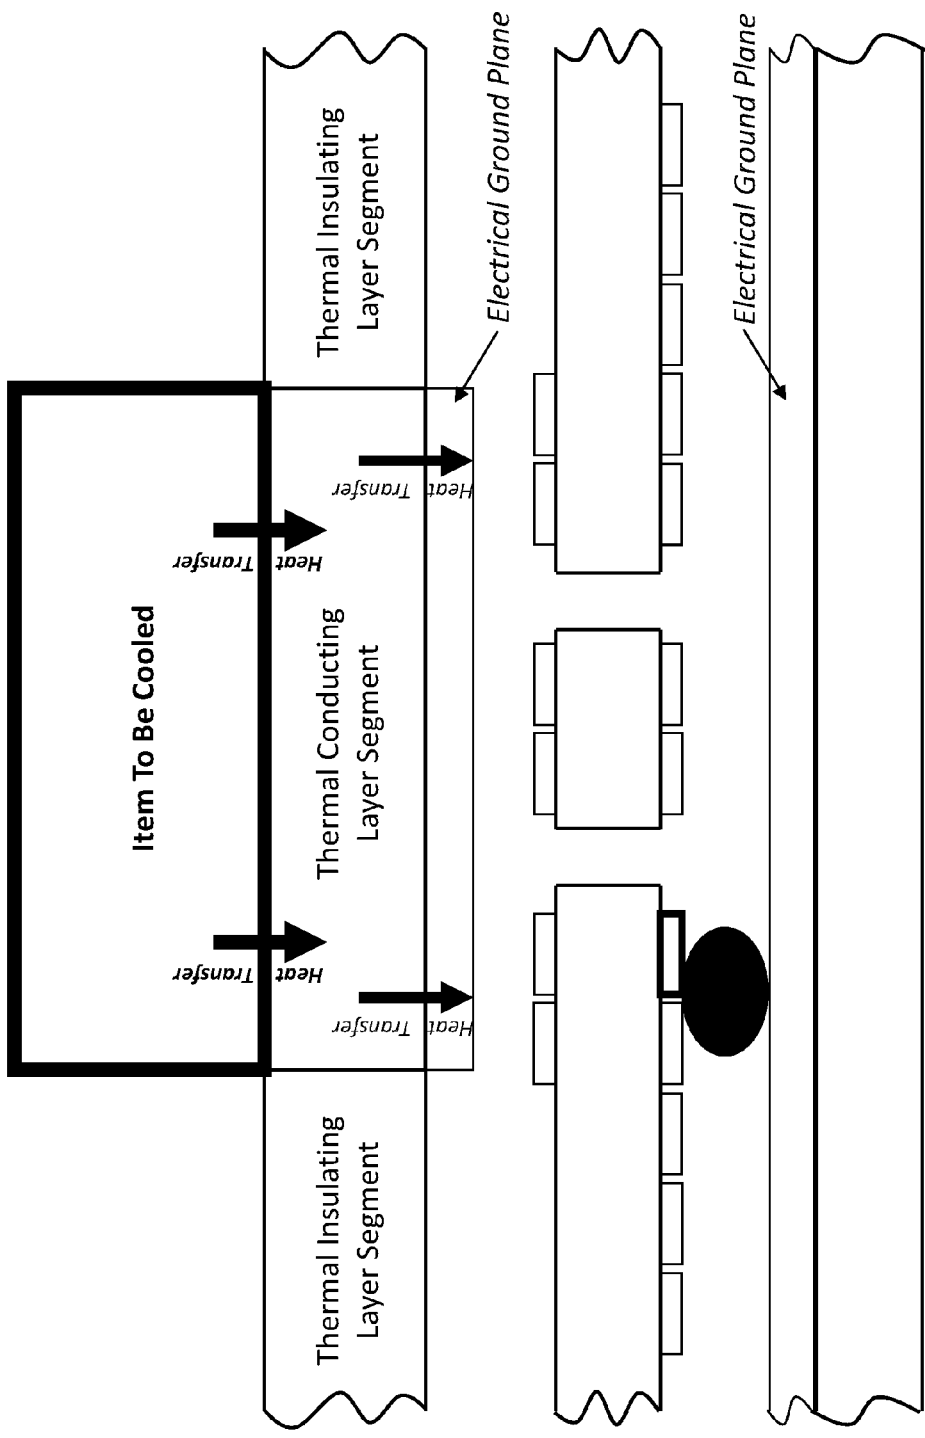 Item To Be Cooled
Heat Transfer
Heat Transfer
Thermal Insulating
Layer Segment
Thermal Conducting
Layer Segment
Thermal Insulating
Layer Segment
Heat Transfer
Heat Transfer
Electrical Ground Plane
Electrical Ground Plane